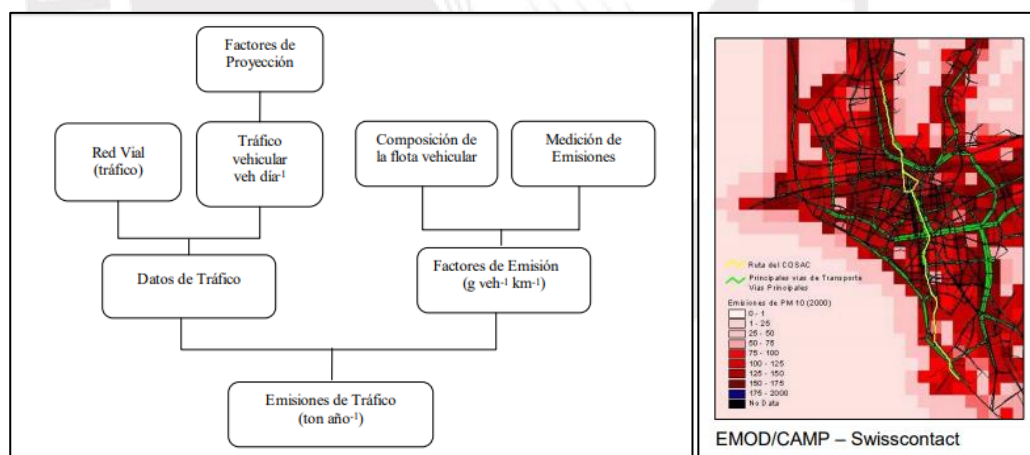 Factores de
Proyección
Red Vial
(tráfico)
Tráfico
vehicular
veh día⁻¹
Composición de
la flota vehicular
Medición de
Emisiones
Datos de Tráfico
Factores de Emisión
(g veh⁻¹ km⁻¹)
Emisiones de Tráfico
(ton año⁻¹)
Ruta del COSAC
Principales vias de Transporte
Vias Principales
Emisiones de PM 10 (2000)
0 - 1
1 - 25
25 - 50
50 - 75
75 - 100
100 - 125
125 - 150
150 - 175
175 - 2000
No Data
EMOD/CAMP – Swisscontact